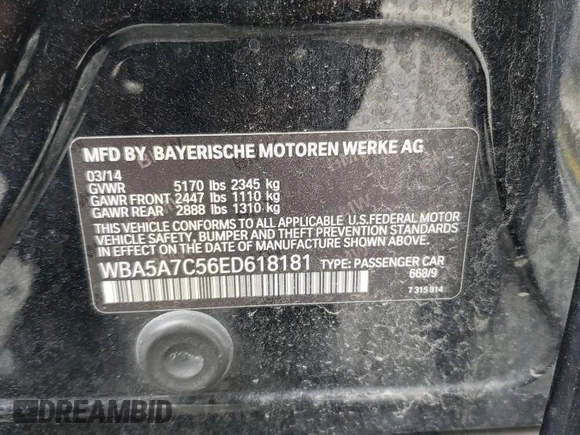 MFD BY BAYERISCHE MOTOREN WERKE AG
03/14
GVWR 5170 lbs 2345 kg
GAWR FRONT 2447 lbs 1110 kg
GAWR REAR 2888 lbs 1310 kg
THIS VEHICLE CONFORMS TO ALL APPLICABLE U.S.FEDERAL MOTOR
VEHICLE SAFETY, BUMPER AND THEFT PREVENTION STANDARDS
IN EFFECT ON THE DATE OF MANUFACTURE SHOWN ABOVE.
WBA5A7C56ED618181 TYPE: PASSENGER CAR
668/9
7 315 814
DREAMBID